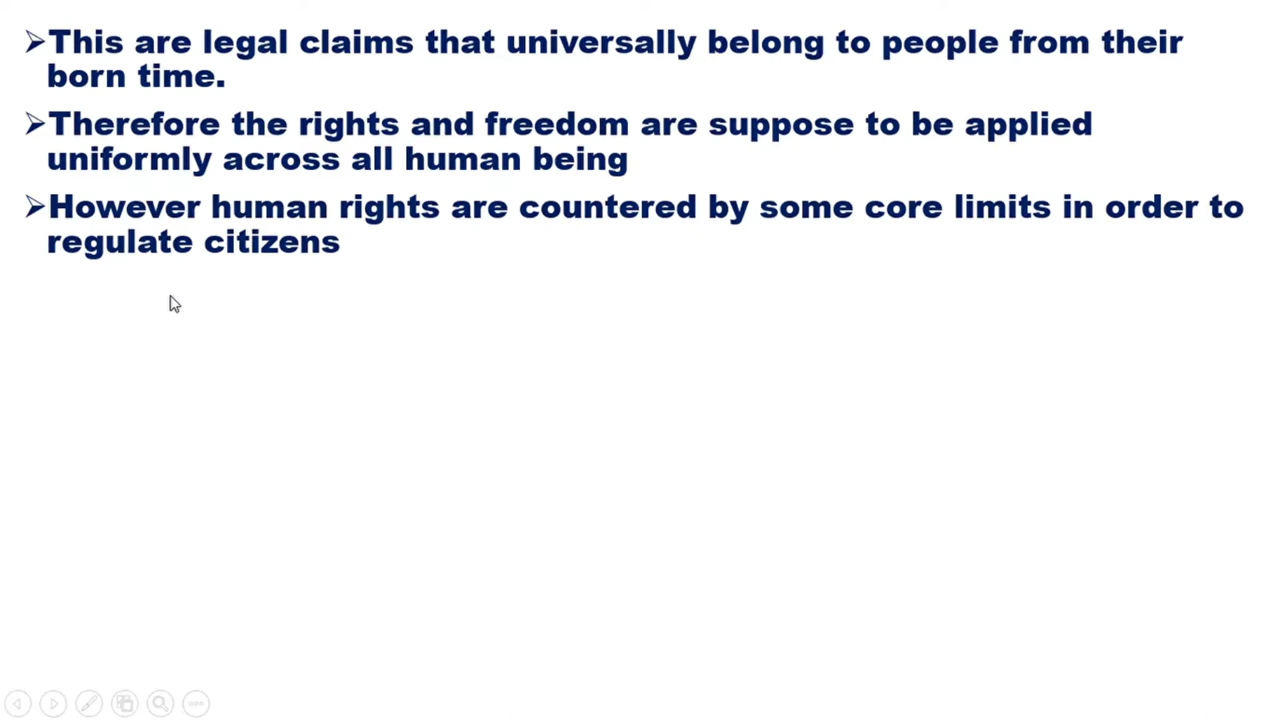 ➢This are legal claims that universally belong to people from their
born time.
➢Therefore the rights and freedom are suppose to be applied
uniformly across all human being
➢However human rights are countered by some core limits in order to
regulate citizens